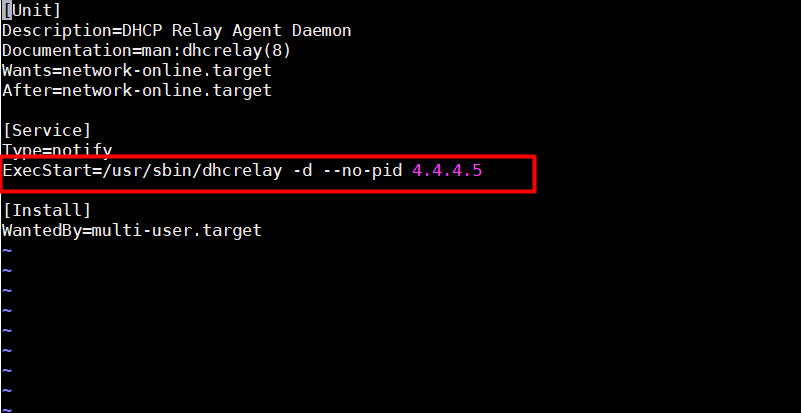 [Unit]
Description=DHCP Relay Agent Daemon
Documentation=man:dhcrelay(8)
Wants=network-online.target
After=network-online.target
[Service]
Type=notify
ExecStart=/usr/sbin/dhcrelay -d --no-pid 4.4.4.5
[Install]
WantedBy=multi-user.target
~
~
~
~
~
~
~
~
~